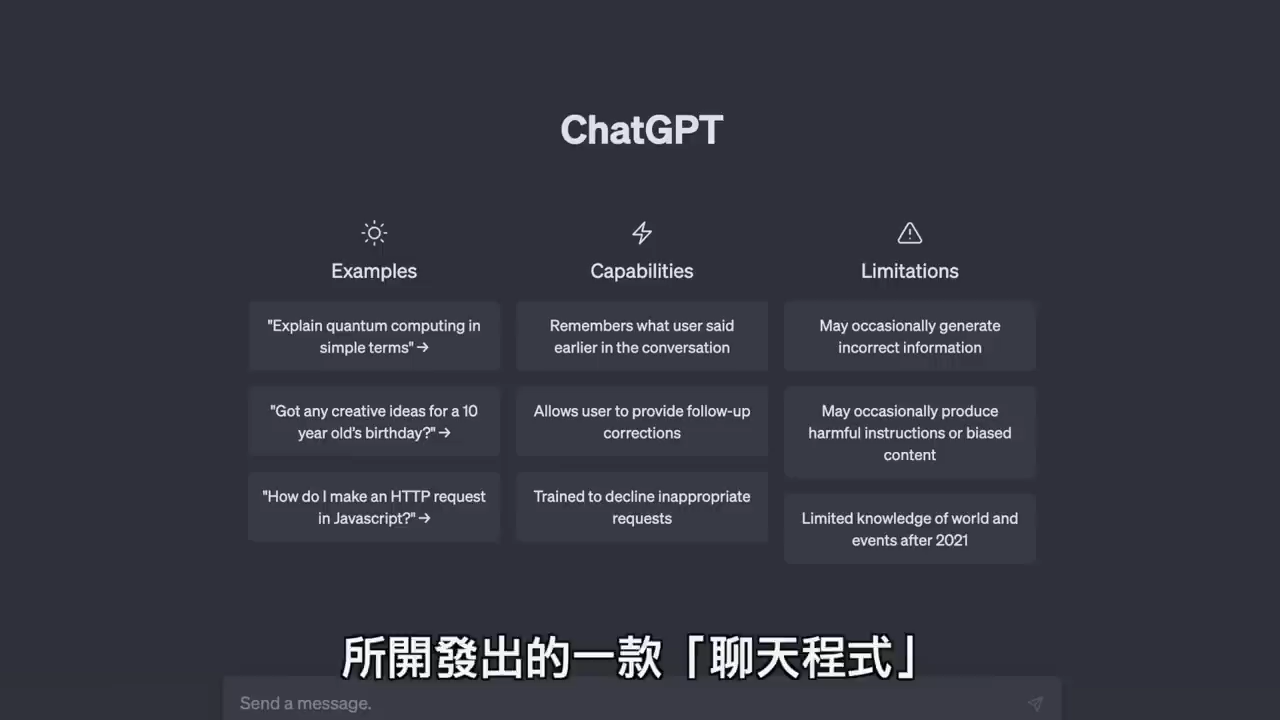 ChatGPT
Examples
"Explain quantum computing in
simple terms" →
"Got any creative ideas for a 10
year old's birthday?" →
"How do I make an HTTP request
in Javascript?" →
Capabilities
Remembers what user said
earlier in the conversation
Allows user to provide follow-up
corrections
Trained to decline inappropriate
requests
Limitations
May occasionally generate
incorrect information
May occasionally produce
harmful instructions or biased
content
Limited knowledge of world and
events after 2021
所開發出的一款「聊天程式」
Send a message.